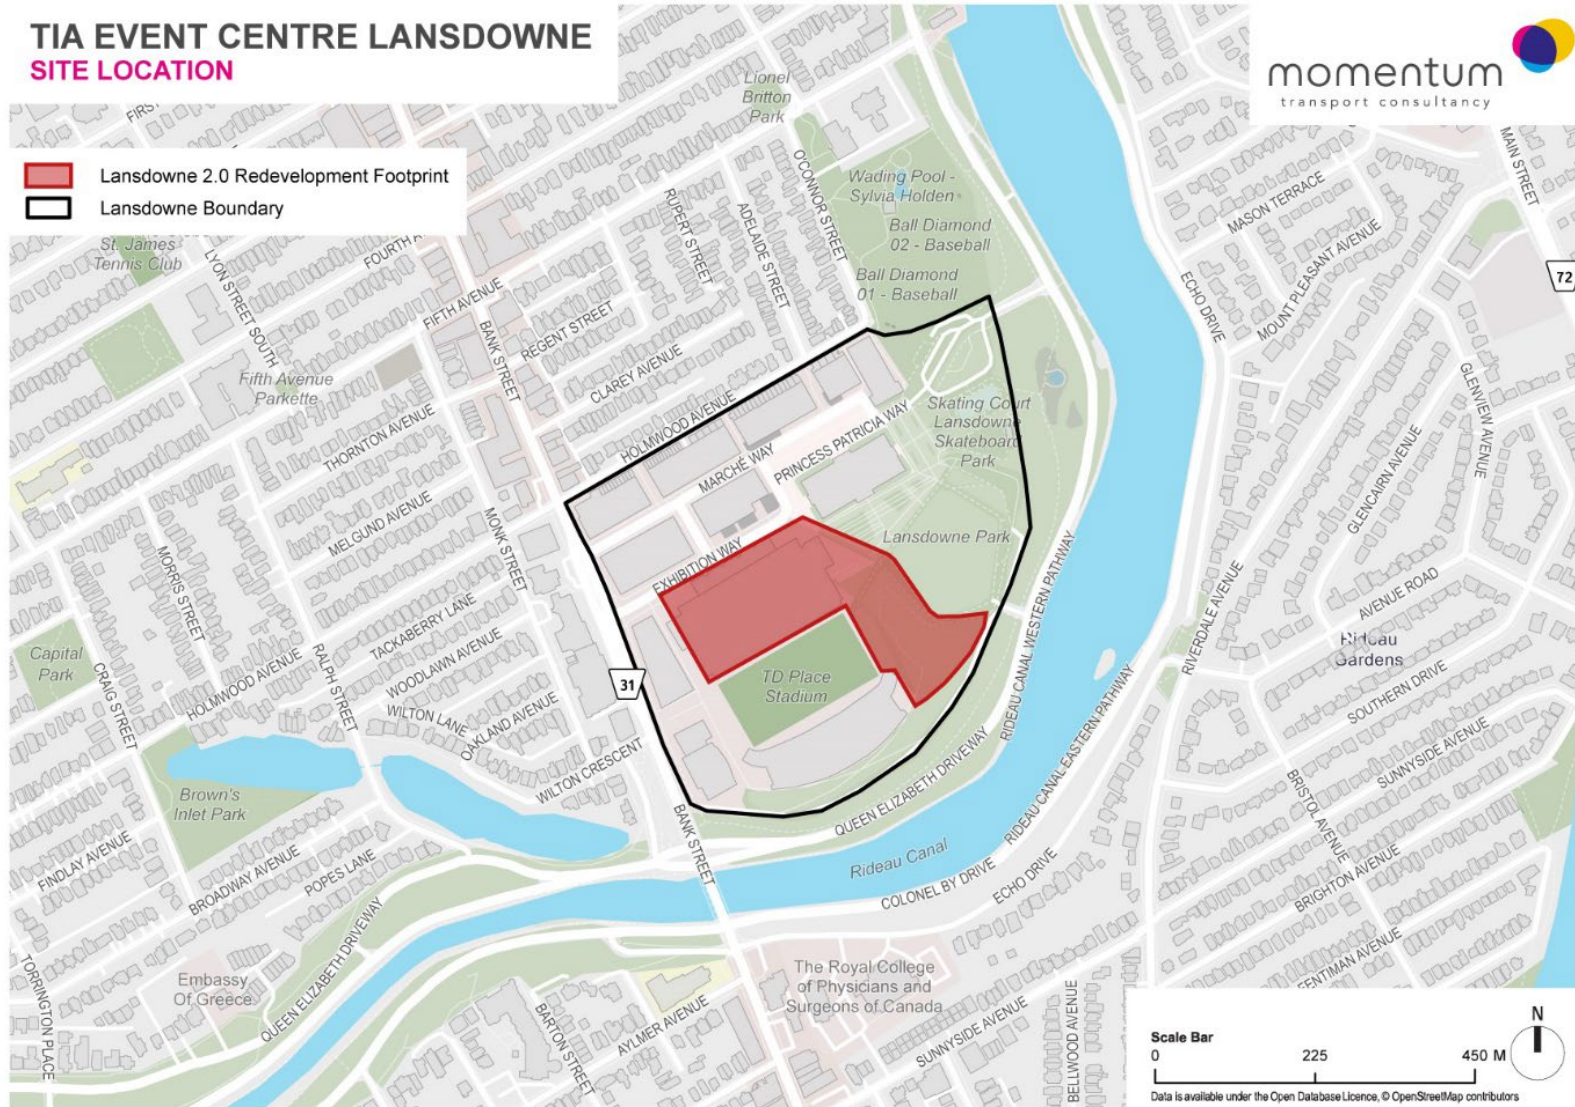 TIA EVENT CENTRE LANSDOWNE
SITE LOCATION
momentum
transport consultancy
Lansdowne 2.0 Redevelopment Footprint
Lansdowne Boundary
Lionel
Britton
Park
MAIN STREET
St. James
Tennis Club
LYON STREET SOUTH
FIFTH AVENUE
BANK STREET
REGENT STREET
CLAREY AVENUE
RUPERT STREET
ADELAIDE STREET
O'CONNOR STREET
Wading Pool -
Sylvia Holden
Ball Diamond
02 - Baseball
Ball Diamond
01 - Baseball
MASON TERRACE
MOUNT PLEASANT AVENUE
ECHO DRIVE
72
Fifth Avenue
Parkette
THORNTON AVENUE
MELGUND AVENUE
MONK STREET
HOLMWOOD AVENUE
MARCHÉ WAY
PRINCESS PATRICIA WAY
EXHIBITION WAY
Skating Court
Lansdowne
Skateboard
Park
Lansdowne Park
GLENVIEW AVENUE
GLENCAIRN AVENUE
MORRIS STREET
Capital
Park
CRAIG STREET
HOLMWOOD AVENUE
RALPH STREET
TACKABERRY LANE
WOODLAWN AVENUE
WILTON LANE
OAKLAND AVENUE
WILTON CRESCENT
31
TD Place
Stadium
RIDEAU CANAL WESTERN PATHWAY
RIDEAU CANAL EASTERN PATHWAY
RIVERDALE AVENUE
AVENUE ROAD
Rideau
Gardens
SOUTHERN DRIVE
SUNNYSIDE AVENUE
BRISTOL AVENUE
BRIGHTON AVENUE
FENTIMAN AVENUE
Brown's
Inlet Park
FINDLAY AVENUE
BROADWAY AVENUE
POPES LANE
BANK STREET
QUEEN ELIZABETH DRIVEWAY
Rideau Canal
COLONEL BY DRIVE
ECHO DRIVE
TORRINGTON PLACE
Embassy
Of Greece
QUEEN ELIZABETH DRIVEWAY
BARTON STREET
AYLMER AVENUE
The Royal College
of Physicians and
Surgeons of Canada
SUNNYSIDE AVENUE
BELLWOOD AVENUE
Scale Bar
0 225 450 M
N
Data is available under the Open Database Licence, © OpenStreetMap contributors